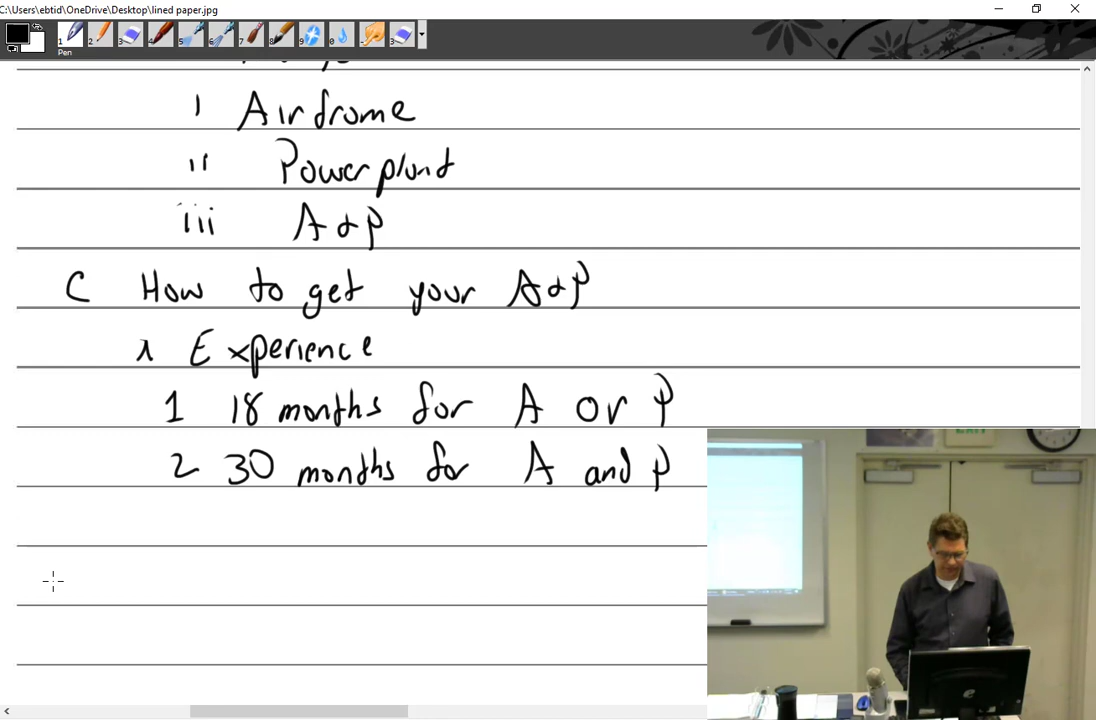 C:\Users\ebtid\OneDrive\Desktop\lined paper.jpg
Pen
i Airdrome
ii Powerplant
iii A & P
C How to get your A&P
Experience
1 18 months for A or P
2 30 months for A and P